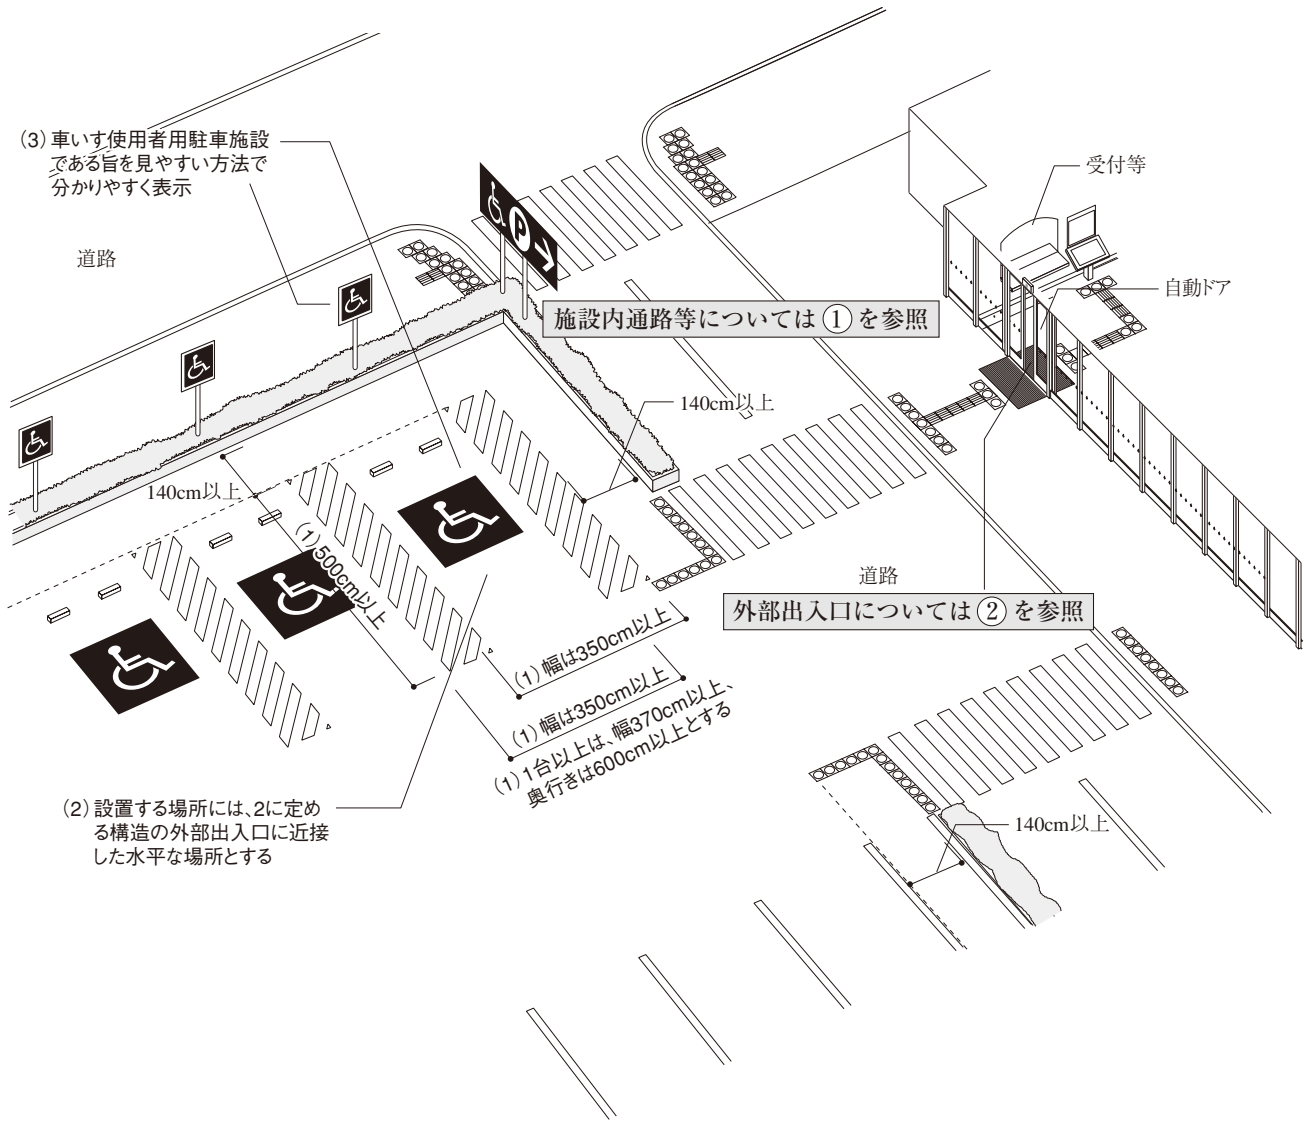 (3)車いす使用者用駐車施設
である旨を見やすい方法で
分かりやすく表示
道路
P
受付等
自動ドア
施設内通路等については①を参照
140cm以上
140cm以上
(1)500cm以上
道路
外部出入口については②を参照
(1)幅は350cm以上
(1)幅は350cm以上
(1)1台以上は、幅370cm以上、
奥行きは600cm以上とする
(2)設置する場所には、2に定め
る構造の外部出入口に近接
した水平な場所とする
140cm以上